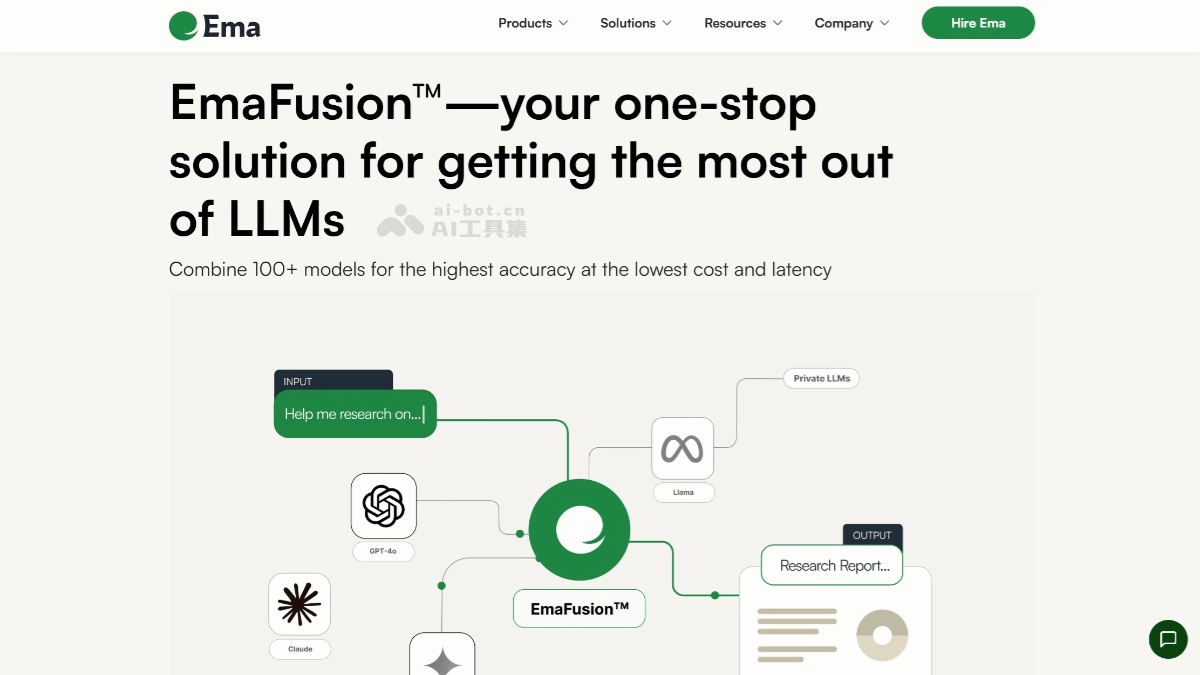 Ema
Products
Solutions
Resources
Company
Hire Ema
EmaFusion™—your one-stop
solution for getting the most out
of LLMs
ai-bot.cn
AI工具集
Combine 100+ models for the highest accuracy at the lowest cost and latency
INPUT
Help me research on...
Private LLMs
Llama
GPT-4o
OUTPUT
Research Report...
EmaFusion™
Claude